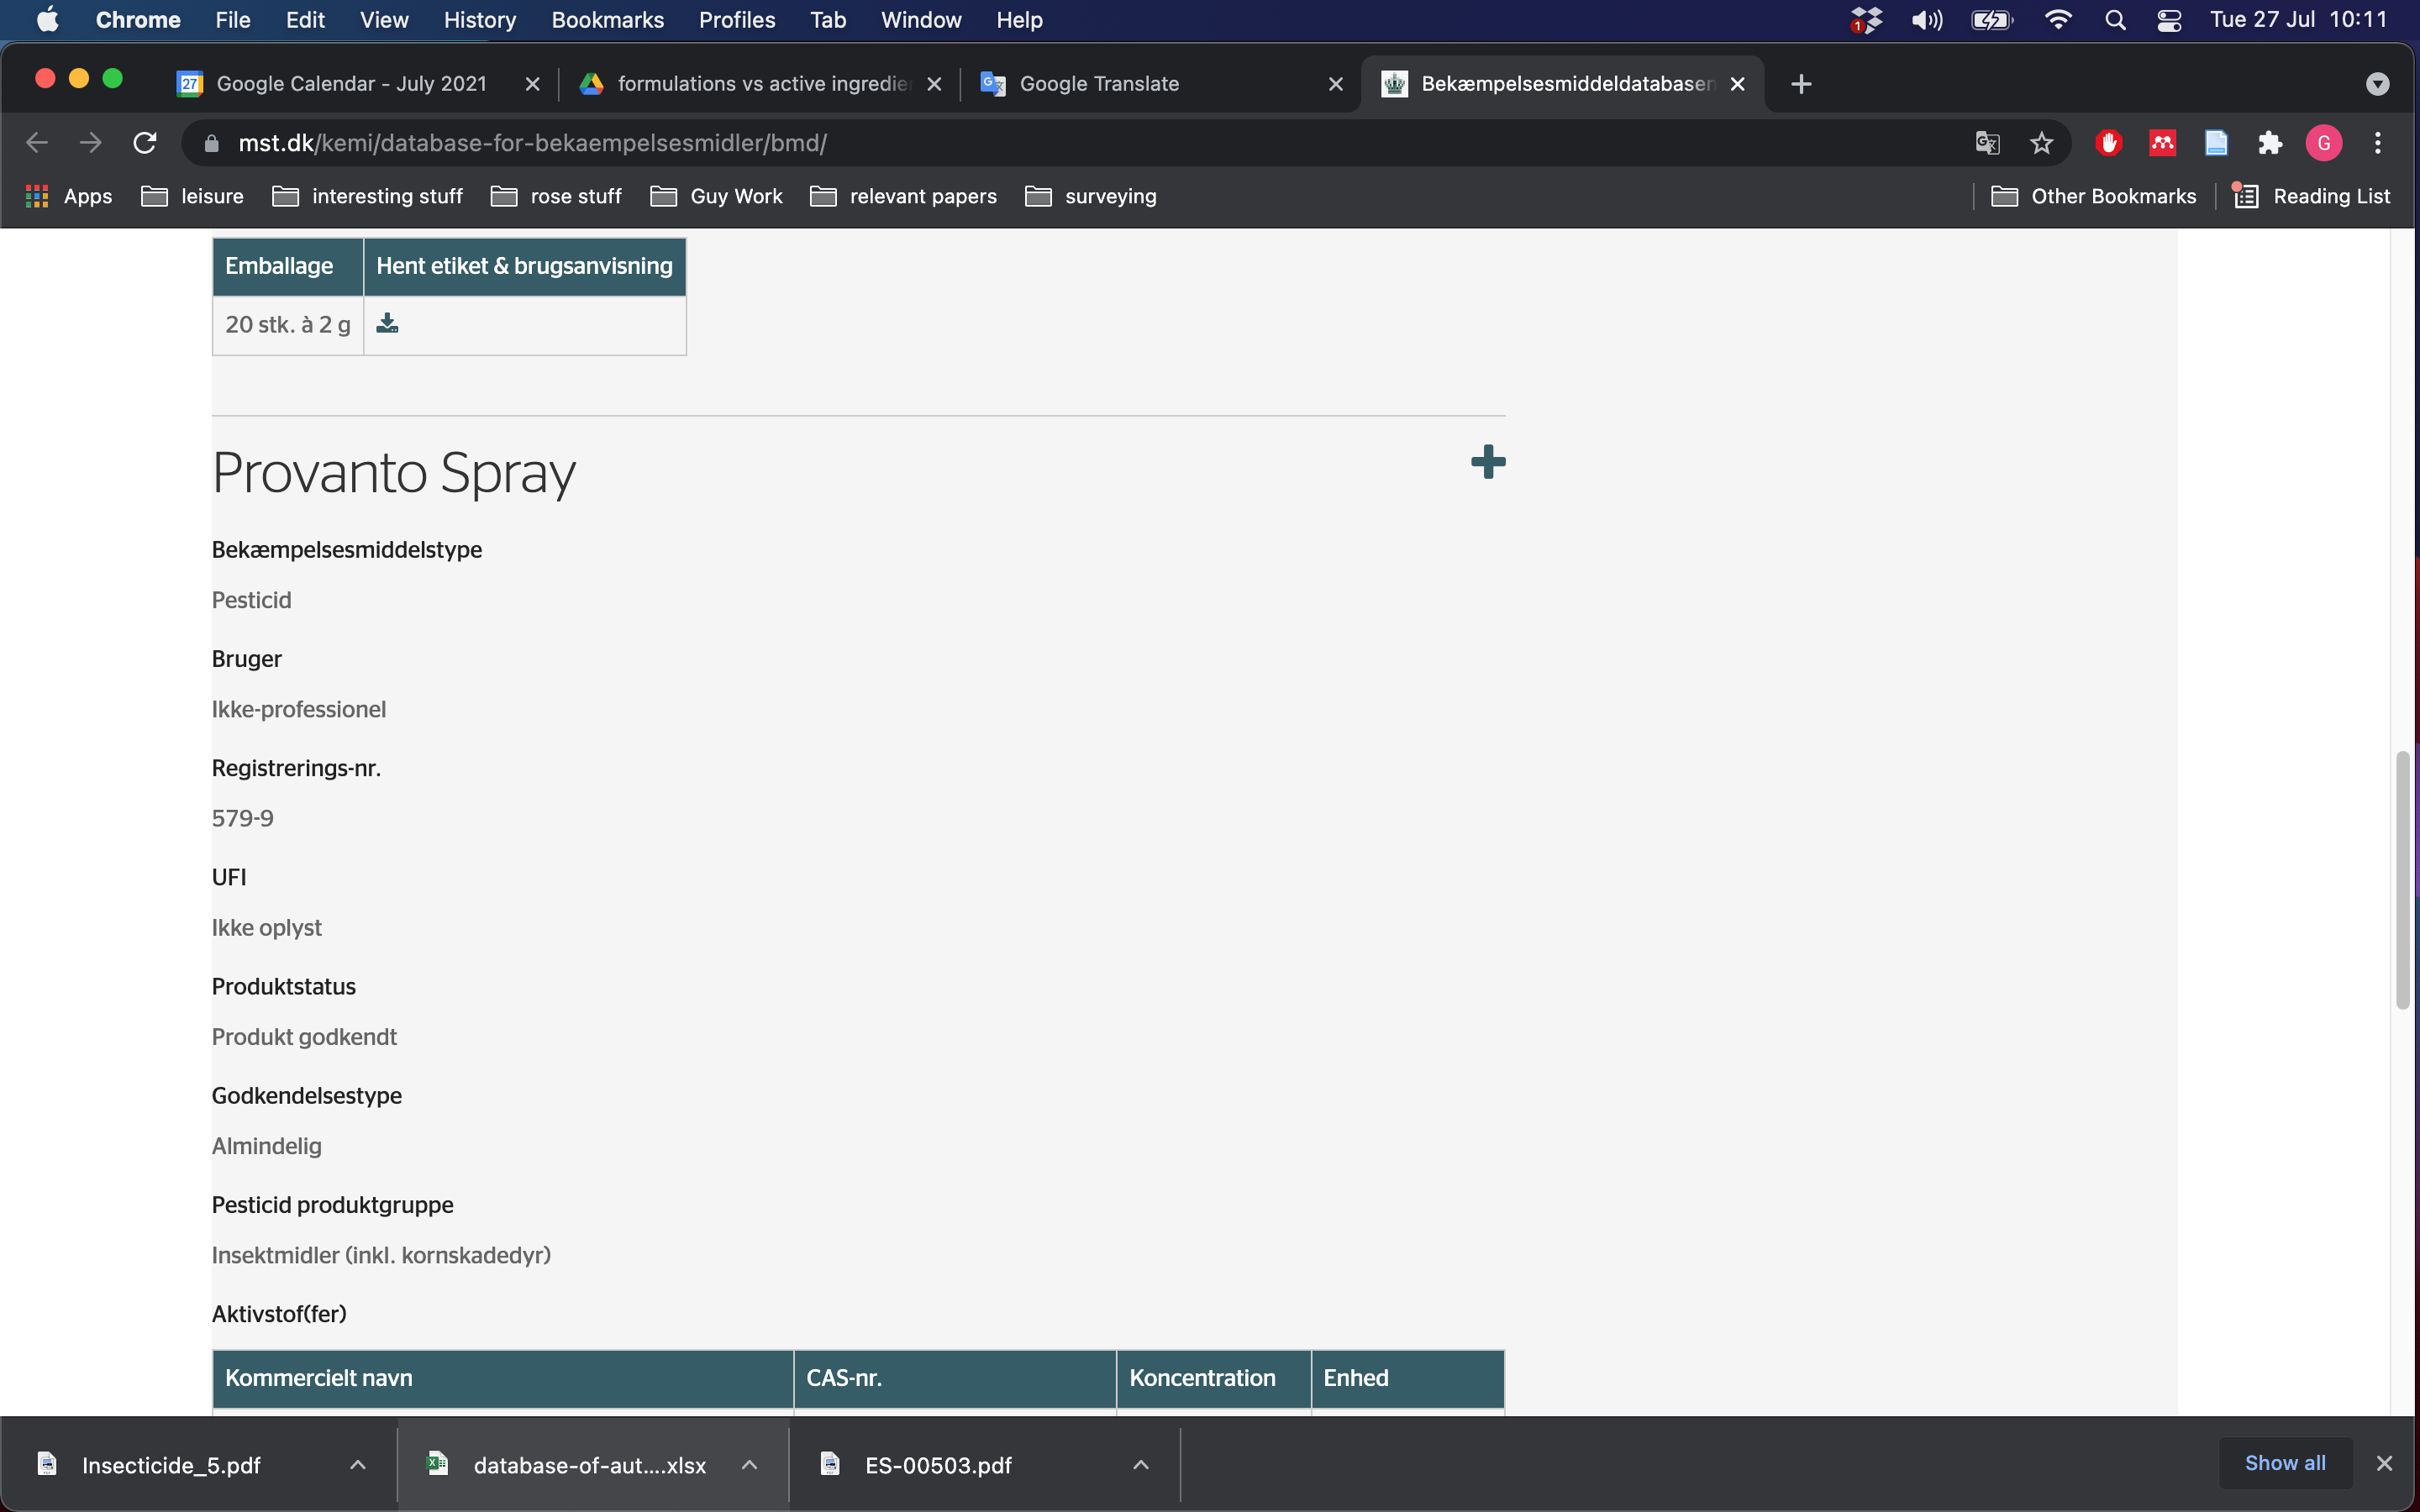 Chrome File Edit View History Bookmarks Profiles Tab Window Help 1 Tue 27 Jul 10:11
27 Google Calendar - July 2021 formulations vs active ingredie Google Translate Bekæmpelsesmiddeldatabasen
mst.dk/kemi/database-for-bekaempelsesmidler/bmd/ G
Apps leisure interesting stuff rose stuff Guy Work relevant papers surveying Other Bookmarks Reading List
Emballage Hent etiket & brugsanvisning
20 stk. à 2 g
Provanto Spray
Bekæmpelsesmiddelstype
Pesticid
Bruger
Ikke-professionel
Registrerings-nr.
579-9
UFI
Ikke oplyst
Produktstatus
Produkt godkendt
Godkendelsestype
Almindelig
Pesticid produktgruppe
Insektmidler (inkl. kornskadedyr)
Aktivstof(fer)
Kommercielt navn CAS-nr. Koncentration Enhed
Insecticide_5.pdf database-of-aut....xlsx ES-00503.pdf Show all